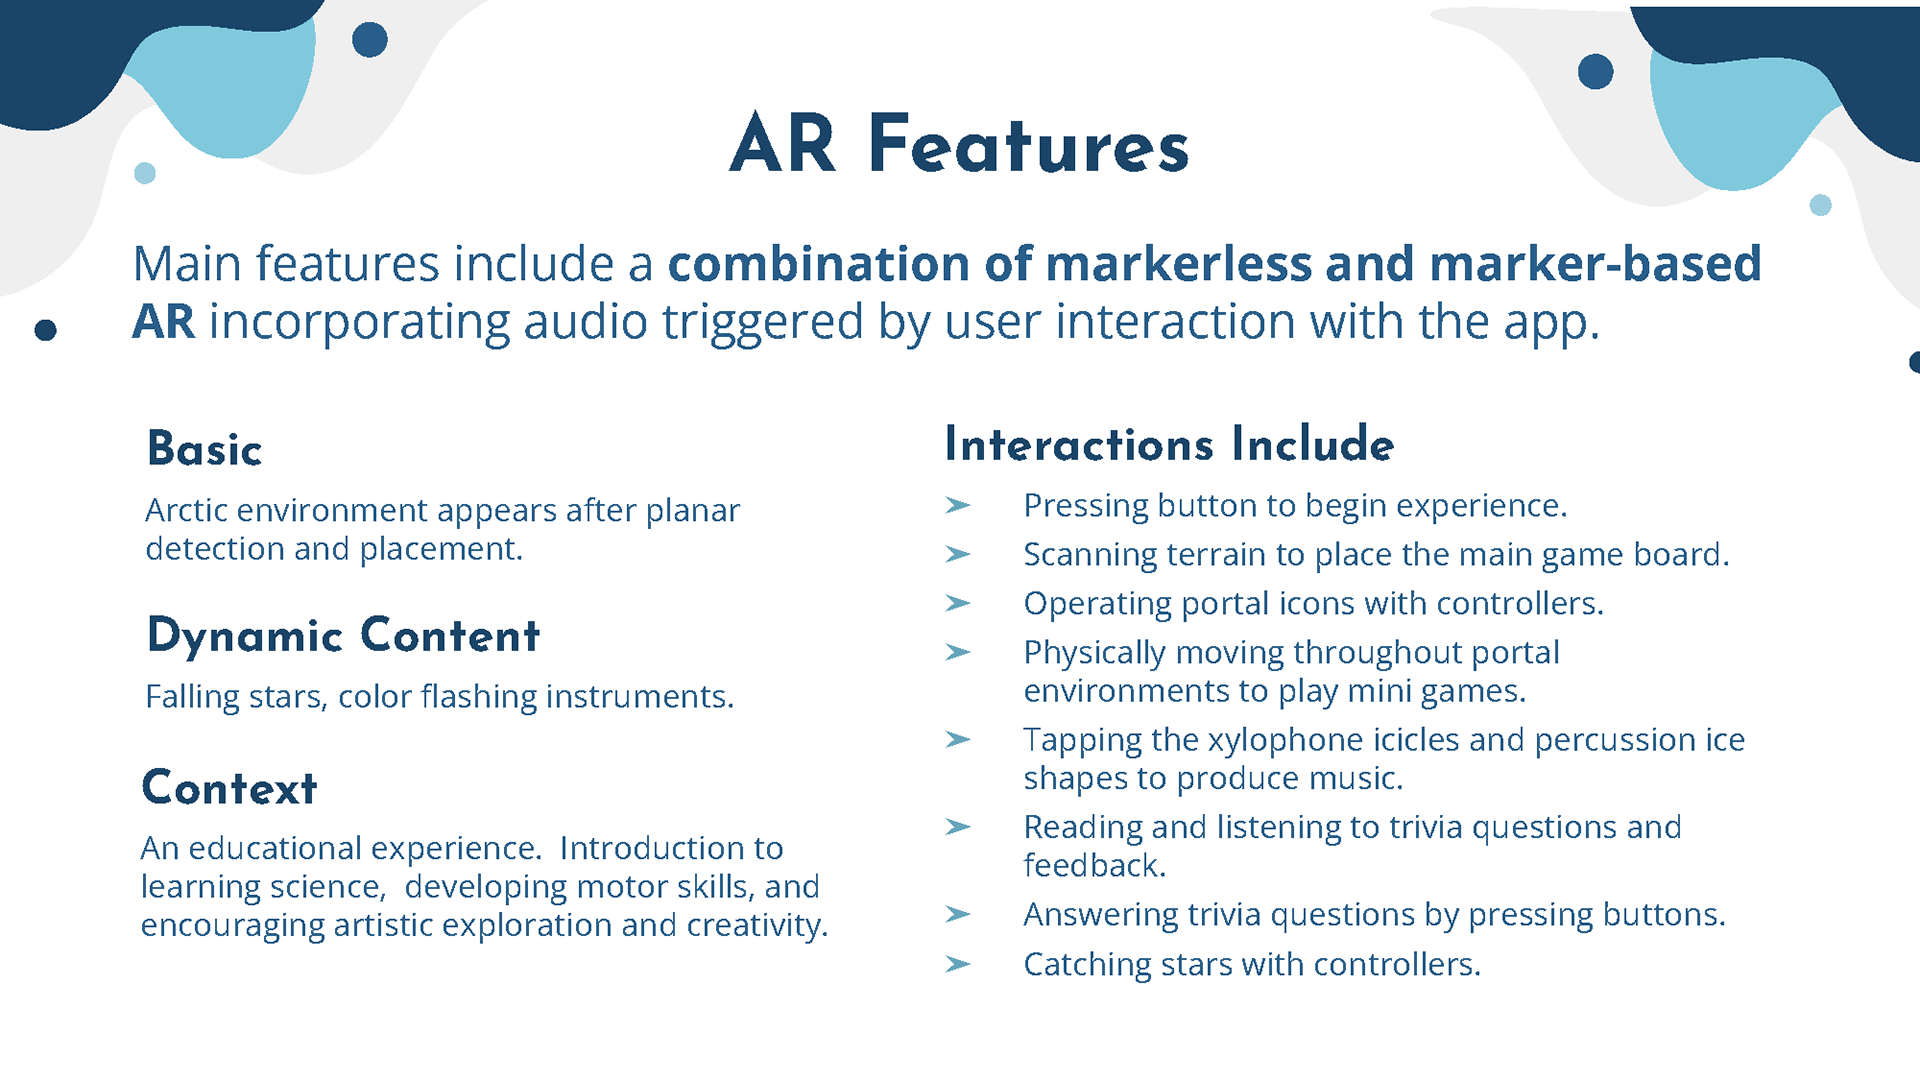 AR Features
Main features include a combination of markerless and marker-based
AR incorporating audio triggered by user interaction with the app.
Basic
Arctic environment appears after planar
detection and placement.
Dynamic Content
Falling stars, color flashing instruments.
Context
An educational experience.  Introduction to
learning science,  developing motor skills, and
encouraging artistic exploration and creativity.
Interactions Include
➢ Pressing button to begin experience.
➢ Scanning terrain to place the main game board.
➢ Operating portal icons with controllers.
➢ Physically moving throughout portal
environments to play mini games.
➢ Tapping the xylophone icicles and percussion ice
shapes to produce music.
➢ Reading and listening to trivia questions and
feedback.
➢ Answering trivia questions by pressing buttons.
➢ Catching stars with controllers.